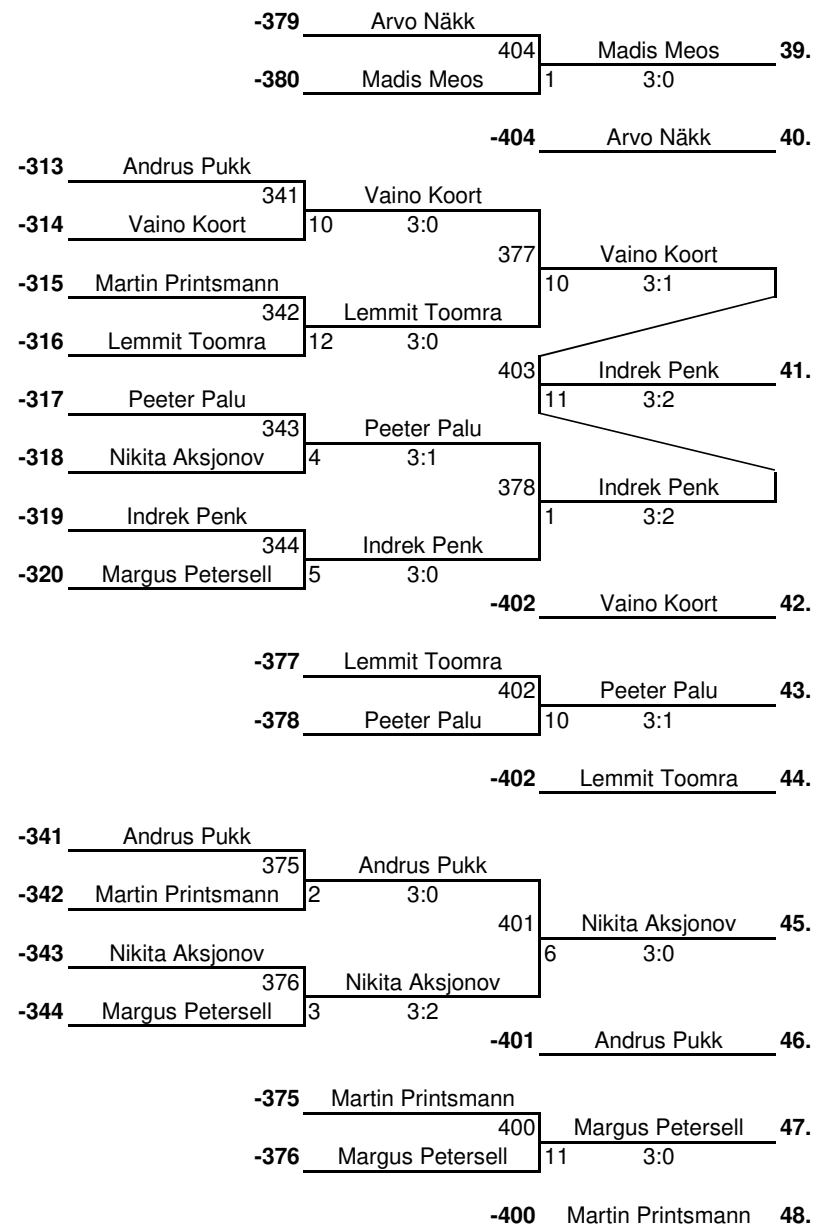 -379 Arvo Näkk
404 Madis Meos 39.
-380 Madis Meos 1 3:0
-404 Arvo Näkk 40.
-313 Andrus Pukk
341 Vaino Koort
-314 Vaino Koort 10 3:0
377 Vaino Koort
-315 Martin Printsmann 10 3:1
342 Lemmit Toomra
-316 Lemmit Toomra 12 3:0
403 Indrek Penk 41.
-317 Peeter Palu 11 3:2
343 Peeter Palu
-318 Nikita Aksjonov 4 3:1
378 Indrek Penk
-319 Indrek Penk 1 3:2
344 Indrek Penk
-320 Margus Petersell 5 3:0
-402 Vaino Koort 42.
-377 Lemmit Toomra
402 Peeter Palu 43.
-378 Peeter Palu 10 3:1
-402 Lemmit Toomra 44.
-341 Andrus Pukk
375 Andrus Pukk
-342 Martin Printsmann 2 3:0
401 Nikita Aksjonov 45.
-343 Nikita Aksjonov 6 3:0
376 Nikita Aksjonov
-344 Margus Petersell 3 3:2
-401 Andrus Pukk 46.
-375 Martin Printsmann
400 Margus Petersell 47.
-376 Margus Petersell 11 3:0
-400 Martin Printsmann 48.